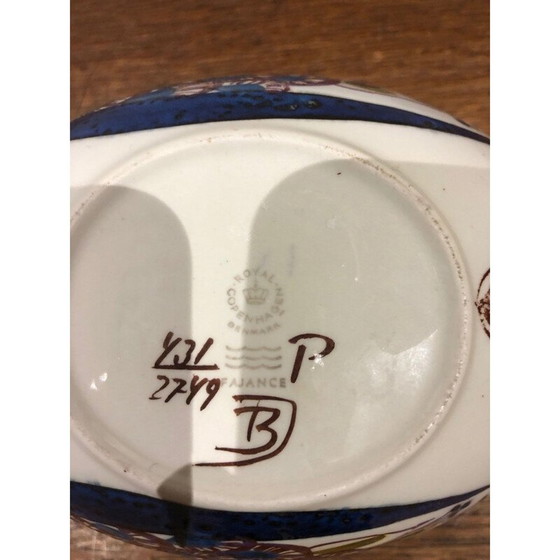 ROYAL
COPENHAGEN
DENMARK
431 P
2749
FAJANCE
B